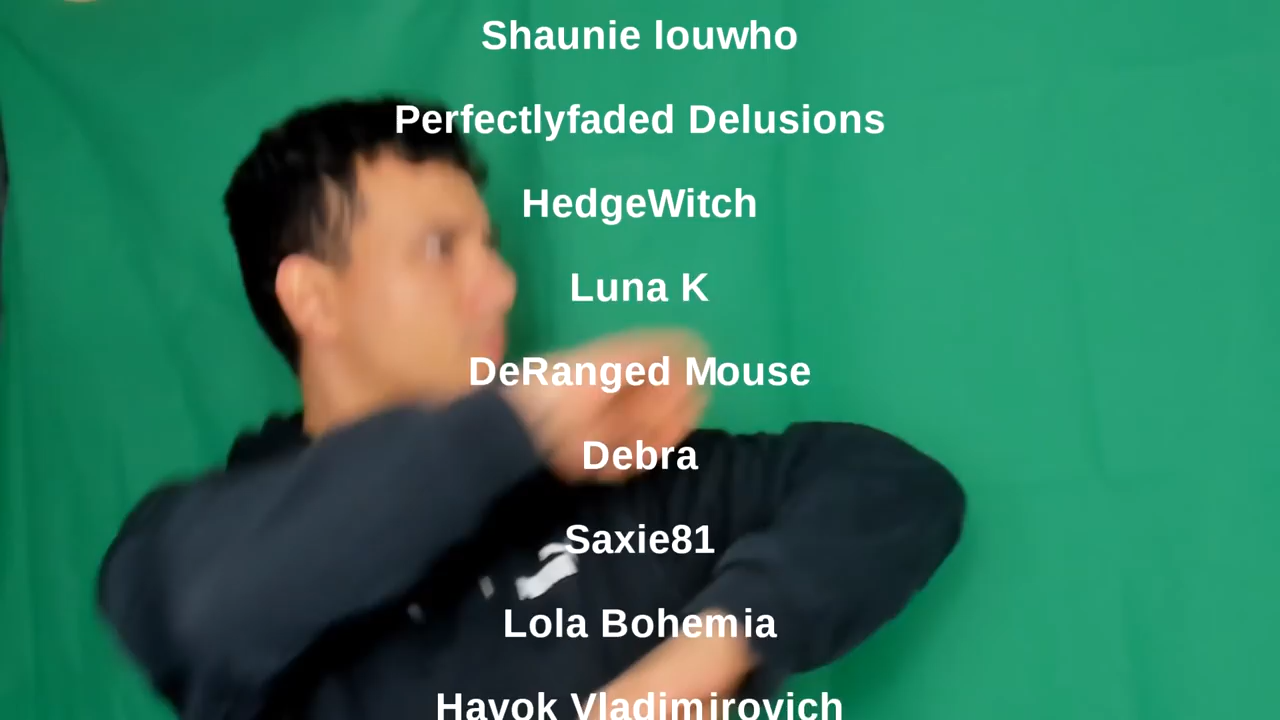 Shaunie louwho
Perfectlyfaded Delusions
HedgeWitch
Luna K
DeRanged Mouse
Debra
Saxie81
Lola Bohemia
Havok Vladimirovich